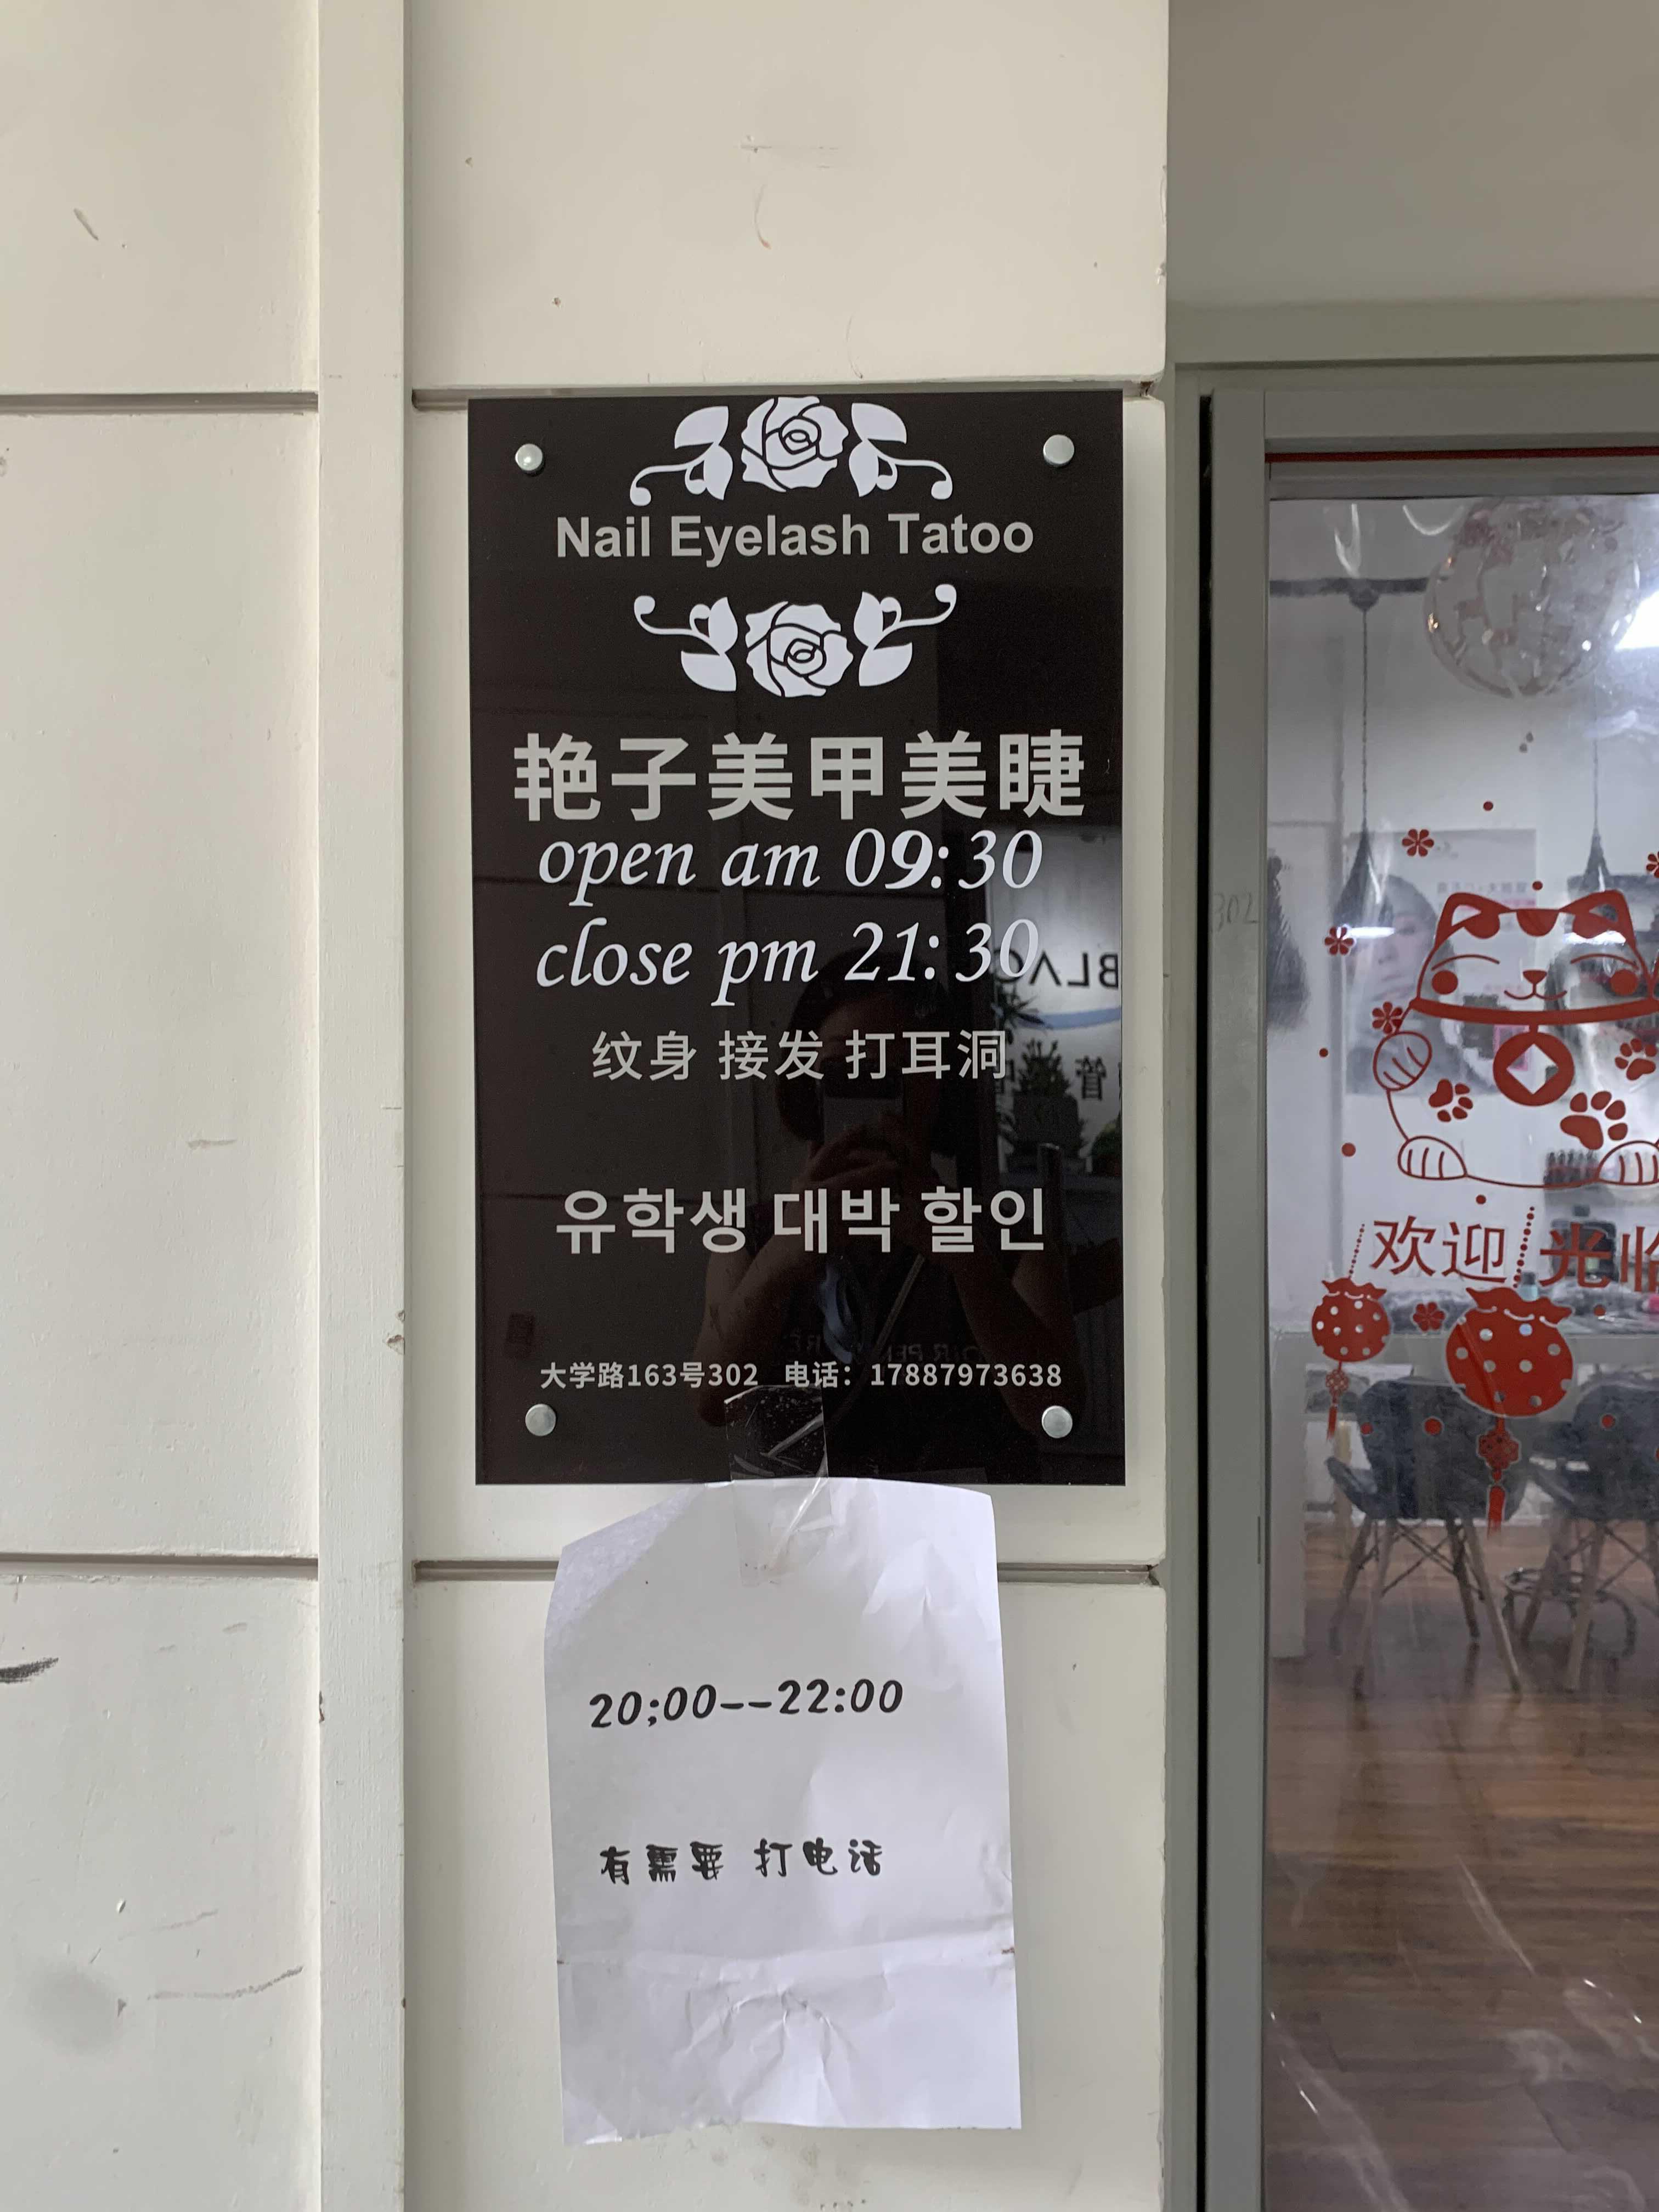 Nail Eyelash Tatoo
艳子美甲美睫
open am 09:30
close pm 21:30
纹身 接发 打耳洞
유학생 대박 할인
大学路163号302 电话：17887973638
20;00--22:00
有需要 打电话
302
欢迎光临